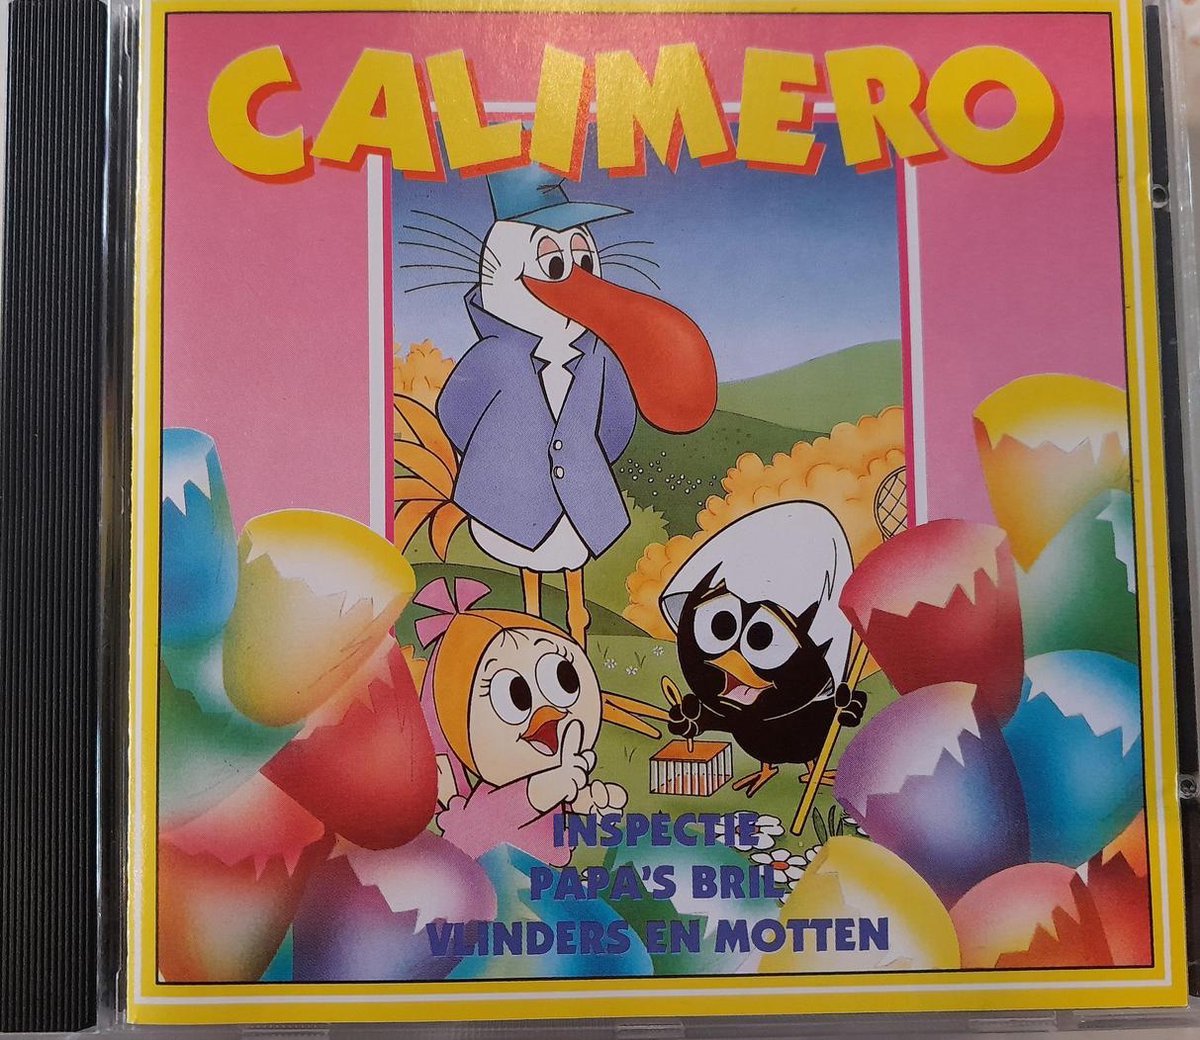 CALIMERO
INSPECTIE
PAPA'S BRIL
VLINDERS EN MOTTEN